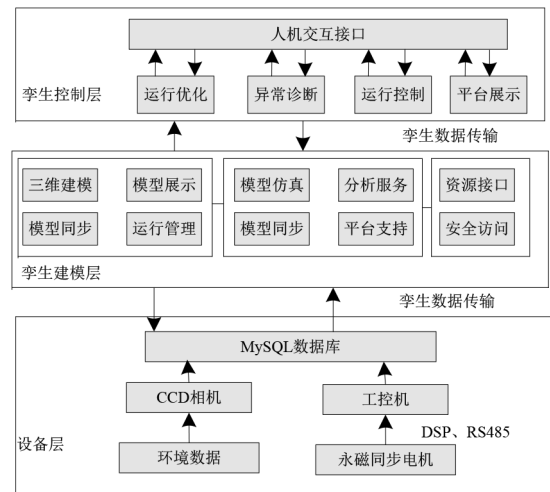 人机交互接口
运行优化
异常诊断
运行控制
平台展示
孪生控制层
孪生数据传输
三维建模
模型展示
模型仿真
分析服务
资源接口
模型同步
运行管理
模型同步
平台支持
安全访问
孪生建模层
孪生数据传输
MySQL数据库
CCD相机
工控机
DSP、RS485
设备层
环境数据
永磁同步电机